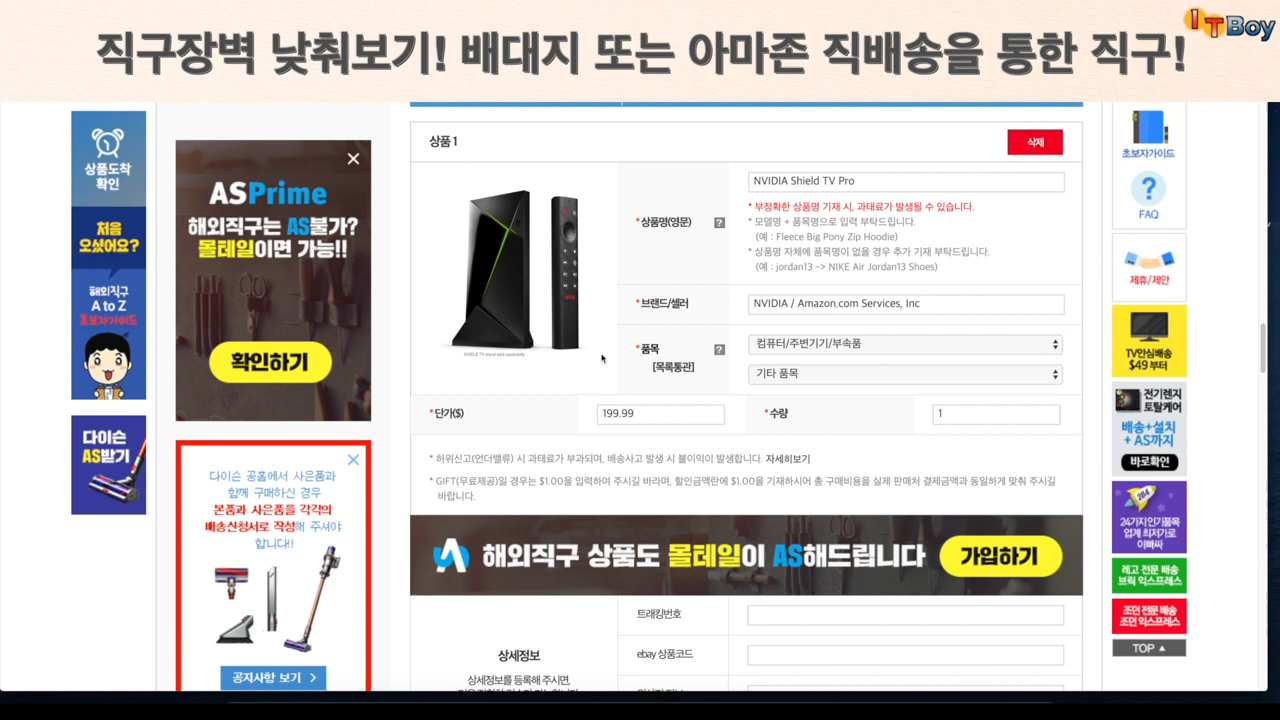 직구장벽 낮춰보기! 배대지 또는 아마존 직배송을 통한 직구!
ITBoy
상품도착
확인
처음
오셨어요?
해외직구
A to Z
초보자가이드
다이슨
AS받기
ASPrime
해외직구는 AS불가?
몰테일이면 가능!!
확인하기
다이슨 공홈에서 사은품과
함께 구매하신 경우
본품과 사은품을 각각의
배송신청서로 작성해 주셔야
합니다!!
공지사항 보기 >
상품 1
삭제
SHIELD TV stand sold separately
*상품명(영문) ?
NVIDIA Shield TV Pro
* 부정확한 상품명 기재 시, 과태료가 발생될 수 있습니다.
* 모델명 + 품목명으로 입력 부탁드립니다.
(예 : Fleece Big Pony Zip Hoodie)
* 상품명 자체에 품목명이 없을 경우 추가 기재 부탁드립니다.
(예 : jordan13 -> NIKE Air Jordan13 Shoes)
*브랜드/셀러
NVIDIA / Amazon.com Services, Inc
*품목 ?
[목록통관]
컴퓨터/주변기기/부속품
기타 품목
*단가($)
199.99
*수량
1
* 허위신고(언더밸류) 시 과태료가 부과되며, 배송사고 발생 시 불이익이 발생합니다. 자세히보기
* GIFT(무료제공)일 경우는 $1.00을 입력하여 주시길 바라며, 할인금액란에 $1.00을 기재하시어 총 구매비용을 실제 판매처 결제금액과 동일하게 맞춰 주시길
바랍니다.
해외직구 상품도 몰테일이 AS해드립니다
가입하기
상세정보
상세정보를 등록해 주시면,
트래킹번호
ebay 상품코드
초보자가이드
?
FAQ
제휴/제안
TV안심배송
$49부터
전기렌지
토탈케어
배송+설치
+ AS까지
바로확인
24가지 인기품목
업계 최저가로
이빠싸
레고 전문 배송
브릭 익스프레스
조던 전문 배송
조던 익스프레스
TOP ▲